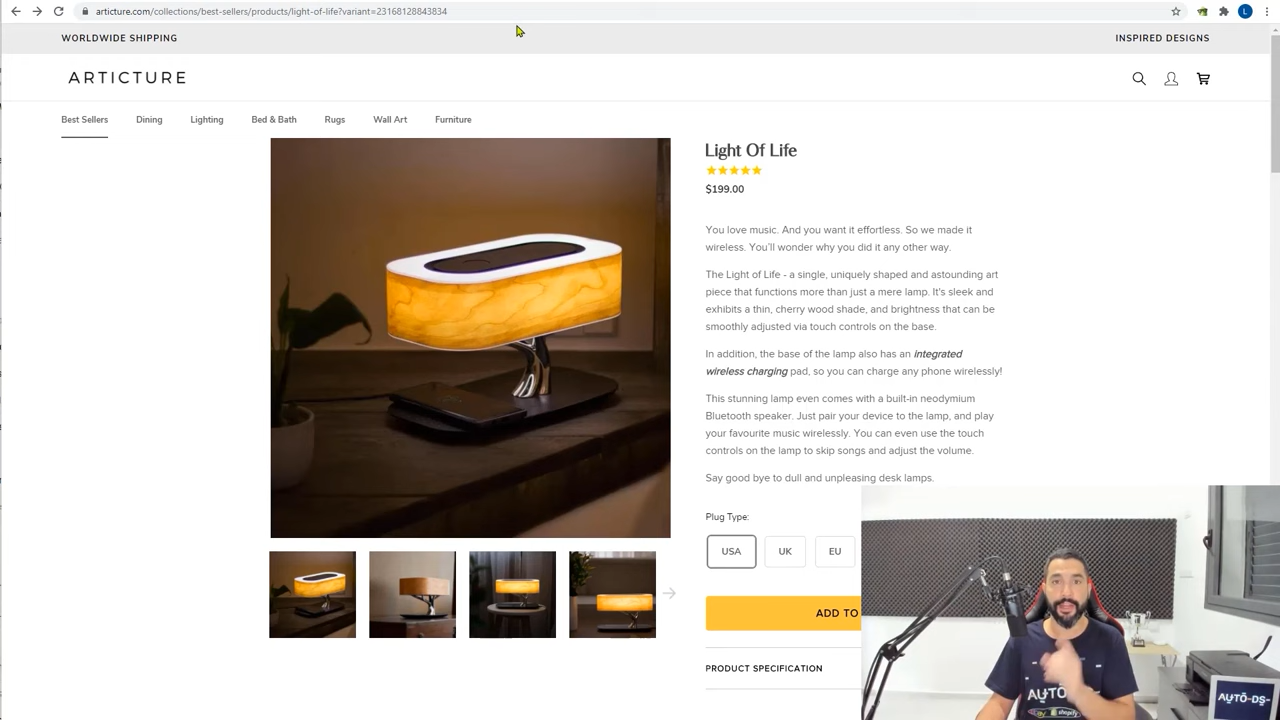 articture.com/collections/best-sellers/products/light-of-life?variant=23168128843834
L
WORLDWIDE SHIPPING
INSPIRED DESIGNS
ARTICTURE
Best Sellers
Dining
Lighting
Bed & Bath
Rugs
Wall Art
Furniture
Light Of Life
$199.00
You love music. And you want it effortless. So we made it
wireless. You'll wonder why you did it any other way.
The Light of Life - a single, uniquely shaped and astounding art
piece that functions more than just a mere lamp. It's sleek and
exhibits a thin, cherry wood shade, and brightness that can be
smoothly adjusted via touch controls on the base.
In addition, the base of the lamp also has an integrated
wireless charging pad, so you can charge any phone wirelessly!
This stunning lamp even comes with a built-in neodymium
Bluetooth speaker. Just pair your device to the lamp, and play
your favourite music wirelessly. You can even use the touch
controls on the lamp to skip songs and adjust the volume.
Say good bye to dull and unpleasing desk lamps.
Plug Type:
USA
UK
EU
ADD TO
PRODUCT SPECIFICATION
AUTO-DS-
shopify
AUTO-DS-